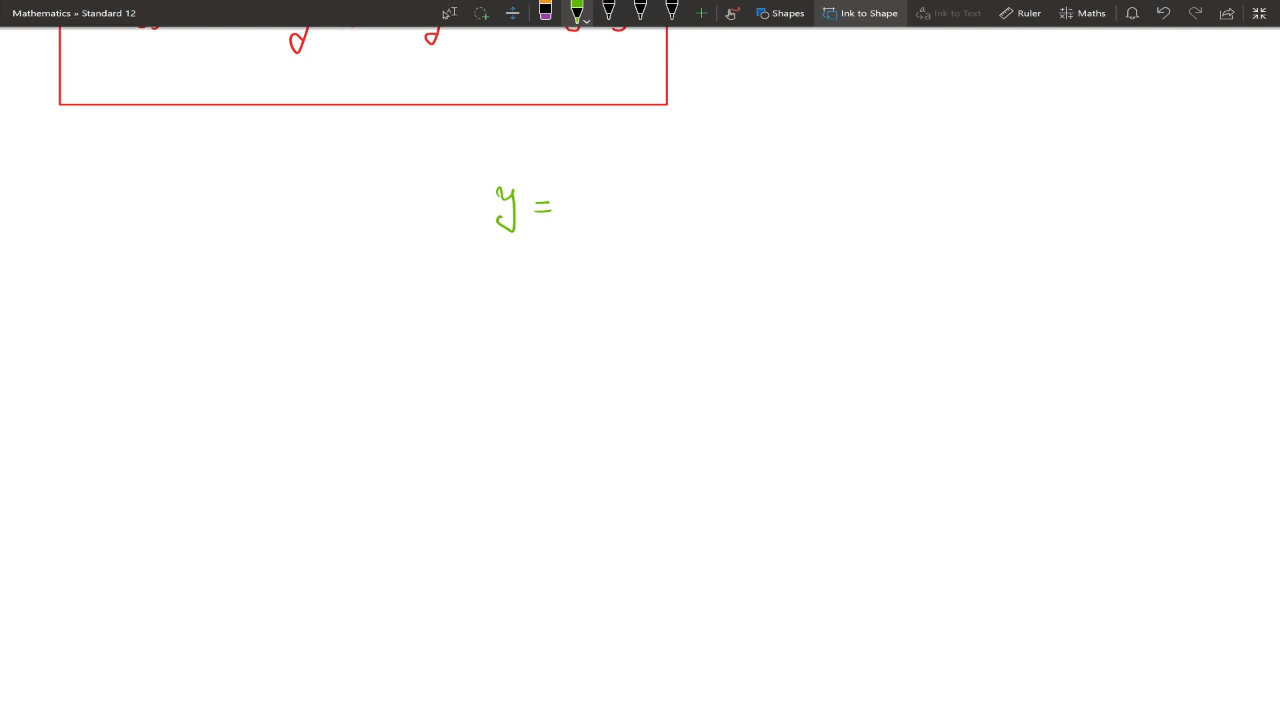 Mathematics » Standard 12
Shapes
Ink to Shape
Ink to Text
Ruler
Maths
y =